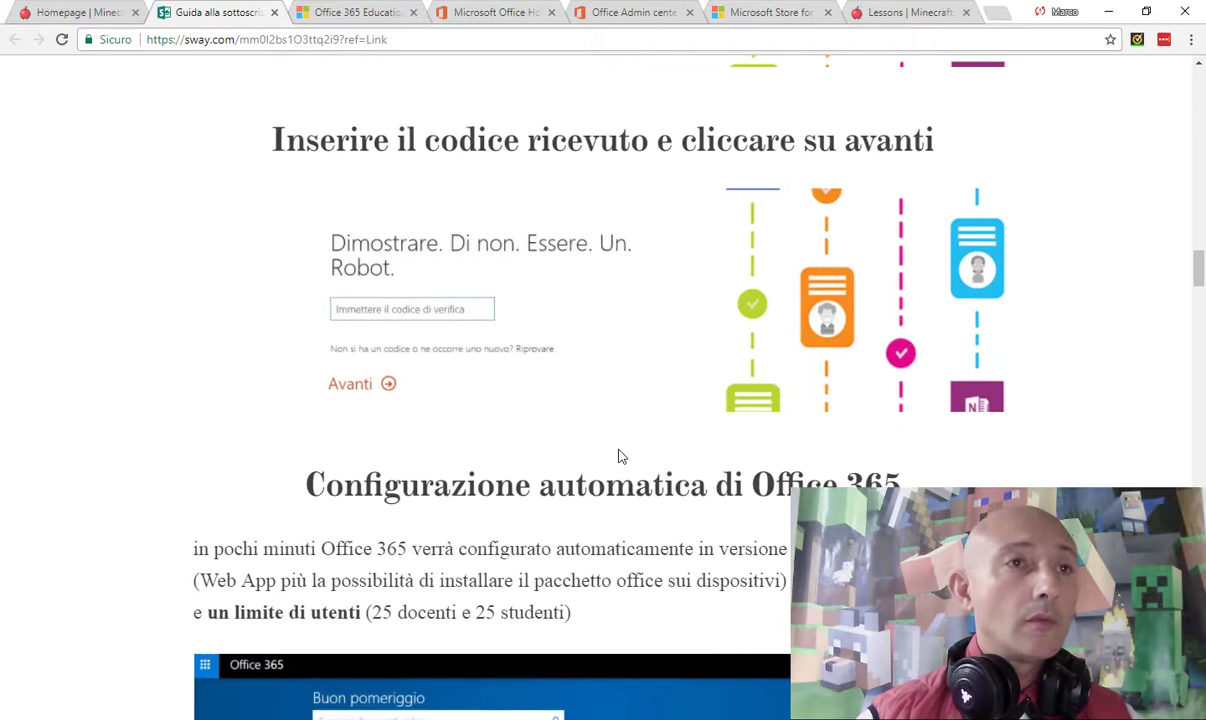 Homepage | Minec
Guida alla sottoscri
Office 365 Educatio
Microsoft Office Ho
Office Admin cente
Microsoft Store for
Lessons | Minecraft
Marco
Sicuro
https://sway.com/mm0I2bs1O3ttq2i9?ref=Link
Inserire il codice ricevuto e cliccare su avanti
Dimostrare. Di non. Essere. Un.
Robot.
Immettere il codice di verifica
Non si ha un codice o ne occorre uno nuovo? Riprovare
Avanti
N
Configurazione automatica di Office 365
in pochi minuti Office 365 verrà configurato automaticamente in versione
(Web App più la possibilità di installare il pacchetto office sui dispositivi)
e un limite di utenti (25 docenti e 25 studenti)
Office 365
Buon pomeriggio